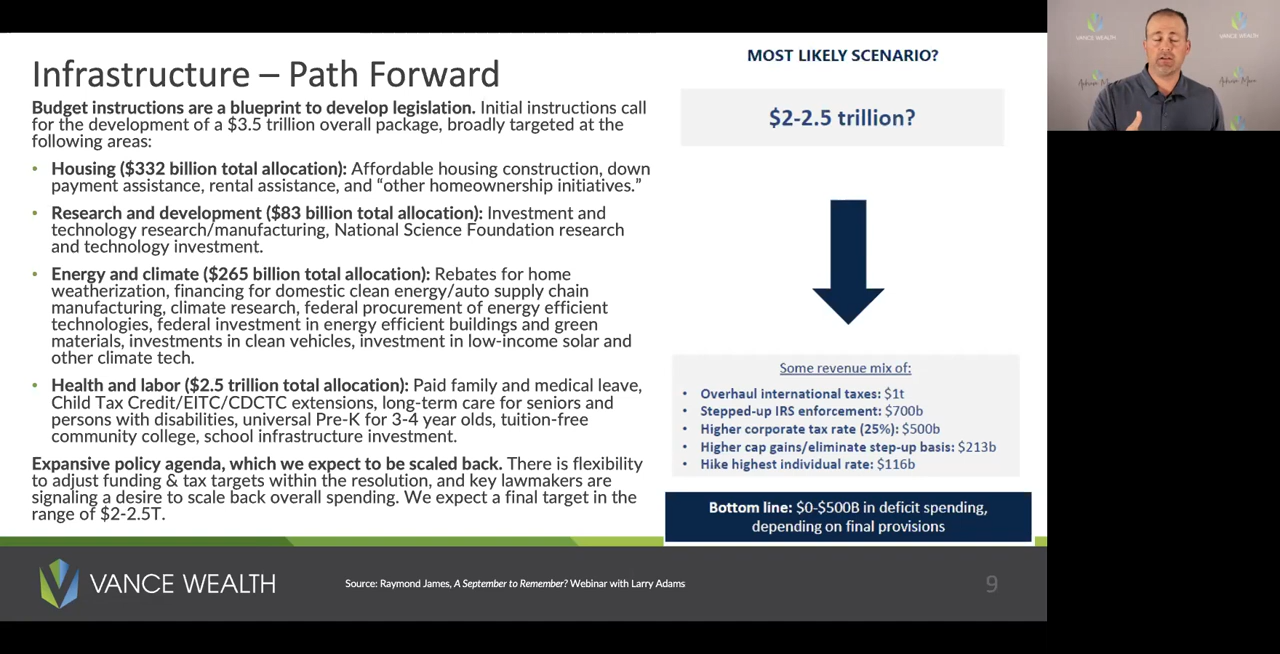 Infrastructure – Path Forward
Budget instructions are a blueprint to develop legislation. Initial instructions call
for the development of a $3.5 trillion overall package, broadly targeted at the
following areas:
• Housing ($332 billion total allocation): Affordable housing construction, down
payment assistance, rental assistance, and “other homeownership initiatives.”
• Research and development ($83 billion total allocation): Investment and
technology research/manufacturing, National Science Foundation research
and technology investment.
• Energy and climate ($265 billion total allocation): Rebates for home
weatherization, financing for domestic clean energy/auto supply chain
manufacturing, climate research, federal procurement of energy efficient
technologies, federal investment in energy efficient buildings and green
materials, investments in clean vehicles, investment in low-income solar and
other climate tech.
• Health and labor ($2.5 trillion total allocation): Paid family and medical leave,
Child Tax Credit/EITC/CDCTC extensions, long-term care for seniors and
persons with disabilities, universal Pre-K for 3-4 year olds, tuition-free
community college, school infrastructure investment.
Expansive policy agenda, which we expect to be scaled back. There is flexibility
to adjust funding & tax targets within the resolution, and key lawmakers are
signaling a desire to scale back overall spending. We expect a final target in the
range of $2-2.5T.
MOST LIKELY SCENARIO?
$2-2.5 trillion?
Some revenue mix of:
• Overhaul international taxes: $1t
• Stepped-up IRS enforcement: $700b
• Higher corporate tax rate (25%): $500b
• Higher cap gains/eliminate step-up basis: $213b
• Hike highest individual rate: $116b
Bottom line: $0-$500B in deficit spending,
depending on final provisions
VANCE WEALTH
Source: Raymond James, A September to Remember? Webinar with Larry Adams
9
VANCE WEALTH
VANCE WEALTH